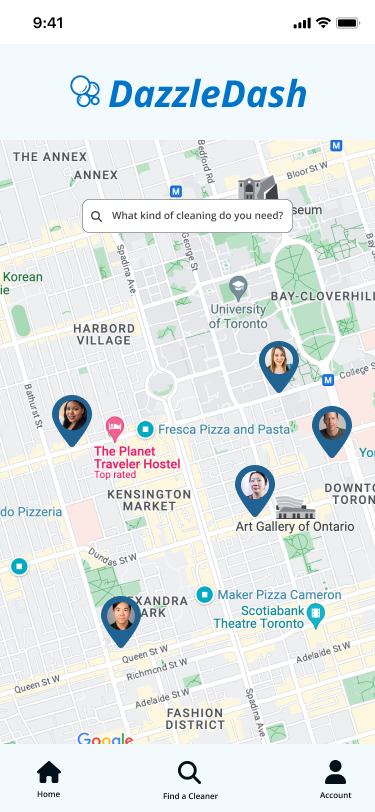 9:41
DazzleDash
THE ANNEX
ANNEX
Bedford Rd
M
Bloor St W
M
What kind of cleaning do you need?
seum
Spadina Ave
George St
Korean
ie
University
of Toronto
BAY-CLOVERHILL
HARBORD
VILLAGE
M
College S
Bathurst St
Fresca Pizza and Pasta
The Planet
Traveler Hostel
Top rated
Yo
KENSINGTON
MARKET
DOWNTO
TORON
do Pizzeria
Art Gallery of Ontario
Dundas St W
Maker Pizza Cameron
EXANDRA
ARK
Scotiabank
Theatre Toronto
Queen St W
Adelaide St W
Richmond St W
Queen St W
Adelaide St W
Spadina Ave
FASHION
DISTRICT
Google
Home
Find a Cleaner
Account